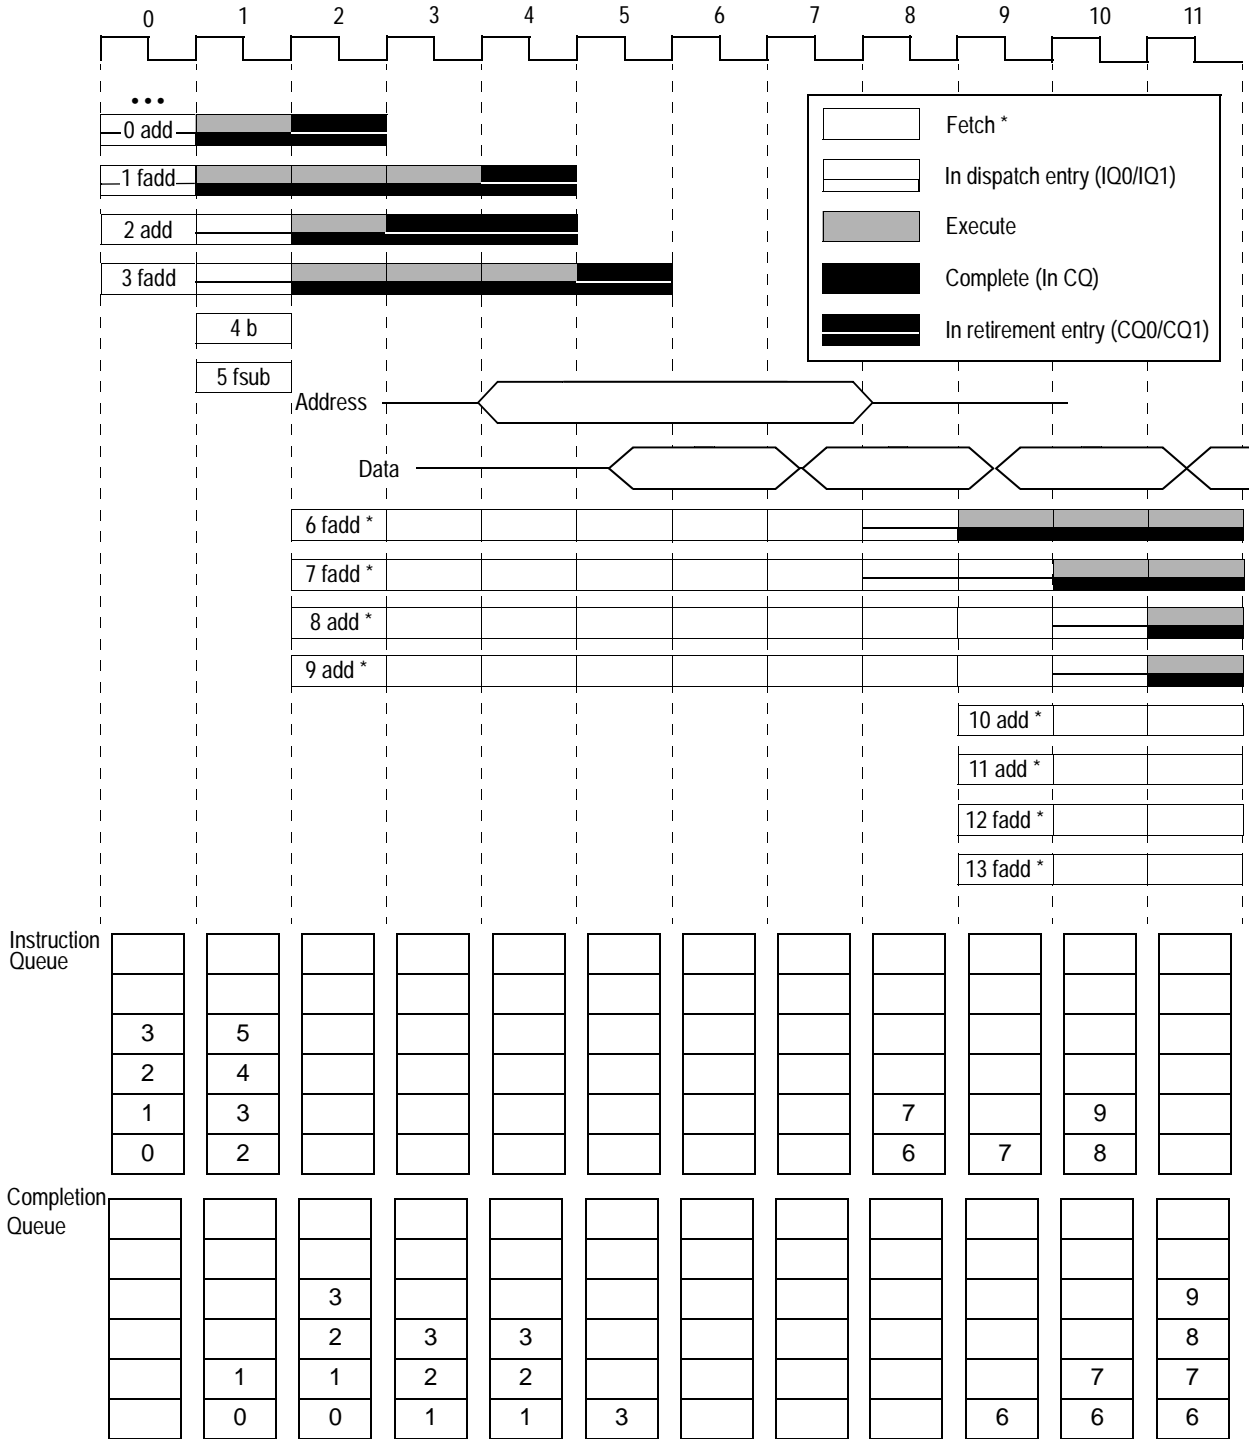 0 1 2 3 4 5 6 7 8 9 10 11
•••
0 add
1 fadd
2 add
3 fadd
4 b
5 fsub
Fetch *
In dispatch entry (IQ0/IQ1)
Execute
Complete (In CQ)
In retirement entry (CQ0/CQ1)
Address
Data
6 fadd *
7 fadd *
8 add *
9 add *
10 add *
11 add *
12 fadd *
13 fadd *
Instruction
Queue
3 5
2 4
1 3 7 9
0 2 6 7 8
Completion
Queue
3 9
2 3 3 8
1 1 2 2 7 7
0 0 1 1 3 6 6 6